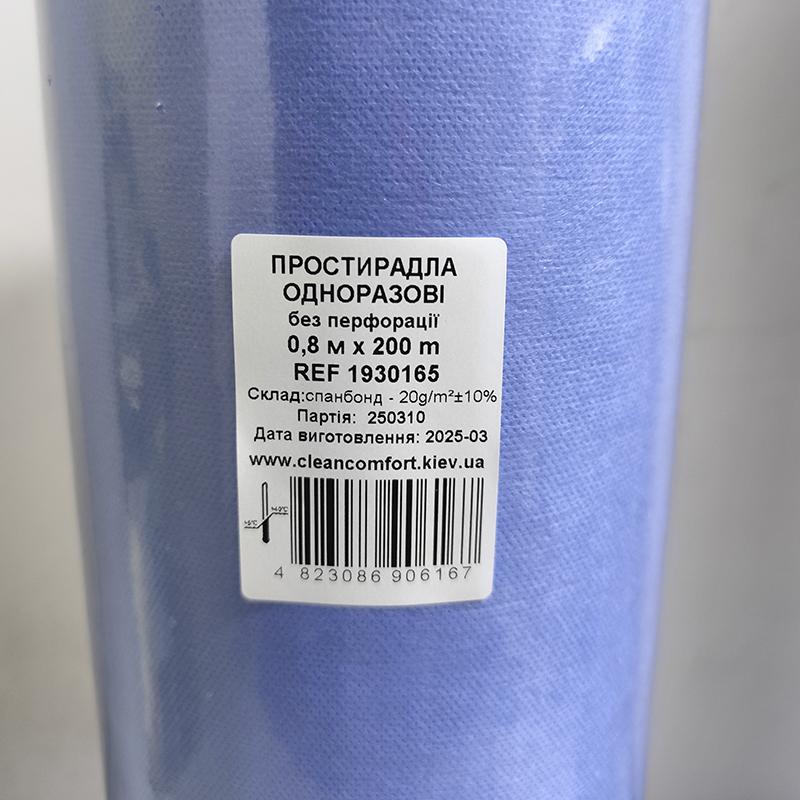 ПРОСТИРАДЛА
ОДНОРАЗОВІ
без перфорації
0,8 м х 200 m
REF 1930165
Склад:спанбонд - 20g/m²±10%
Партія: 250310
Дата виготовлення: 2025-03
www.cleancomfort.kiev.ua
4 823086 906167